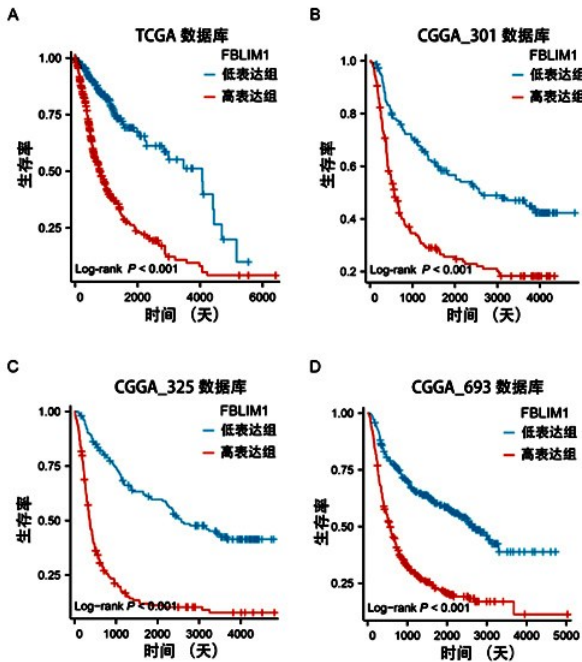 A
TCGA 数据库
FBLIM1
低表达组
高表达组
生存率
1.00
0.75
0.50
0.25
Log-rank P < 0.001
0 2000 4000 6000
时间 （天）
B
CGGA_301 数据库
FBLIM1
低表达组
高表达组
生存率
1.0
0.8
0.6
0.4
0.2
Log-rank P < 0.001
0 1000 2000 3000 4000
时间 （天）
C
CGGA_325 数据库
FBLIM1
低表达组
高表达组
生存率
1.00
0.75
0.50
0.25
Log-rank P < 0.001
0 1000 2000 3000 4000
时间 （天）
D
CGGA_693 数据库
FBLIM1
低表达组
高表达组
生存率
1.00
0.75
0.50
0.25
Log-rank P < 0.001
0 1000 2000 3000 4000 5000
时间 （天）